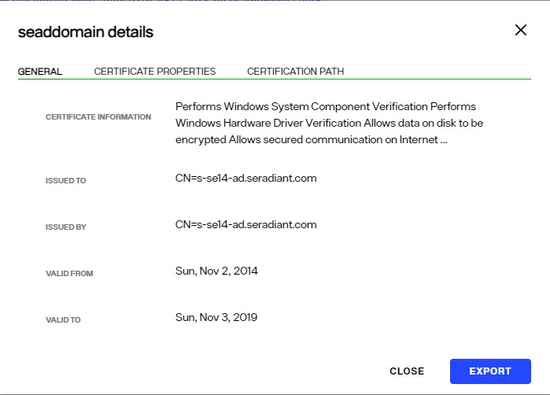 seaddomain details
GENERAL CERTIFICATE PROPERTIES CERTIFICATION PATH
CERTIFICATE INFORMATION
Performs Windows System Component Verification Performs
Windows Hardware Driver Verification Allows data on disk to be
encrypted Allows secured communication on Internet ...
ISSUED TO CN=s-se14-ad.seradiant.com
ISSUED BY CN=s-se14-ad.seradiant.com
VALID FROM Sun, Nov 2, 2014
VALID TO Sun, Nov 3, 2019
CLOSE EXPORT